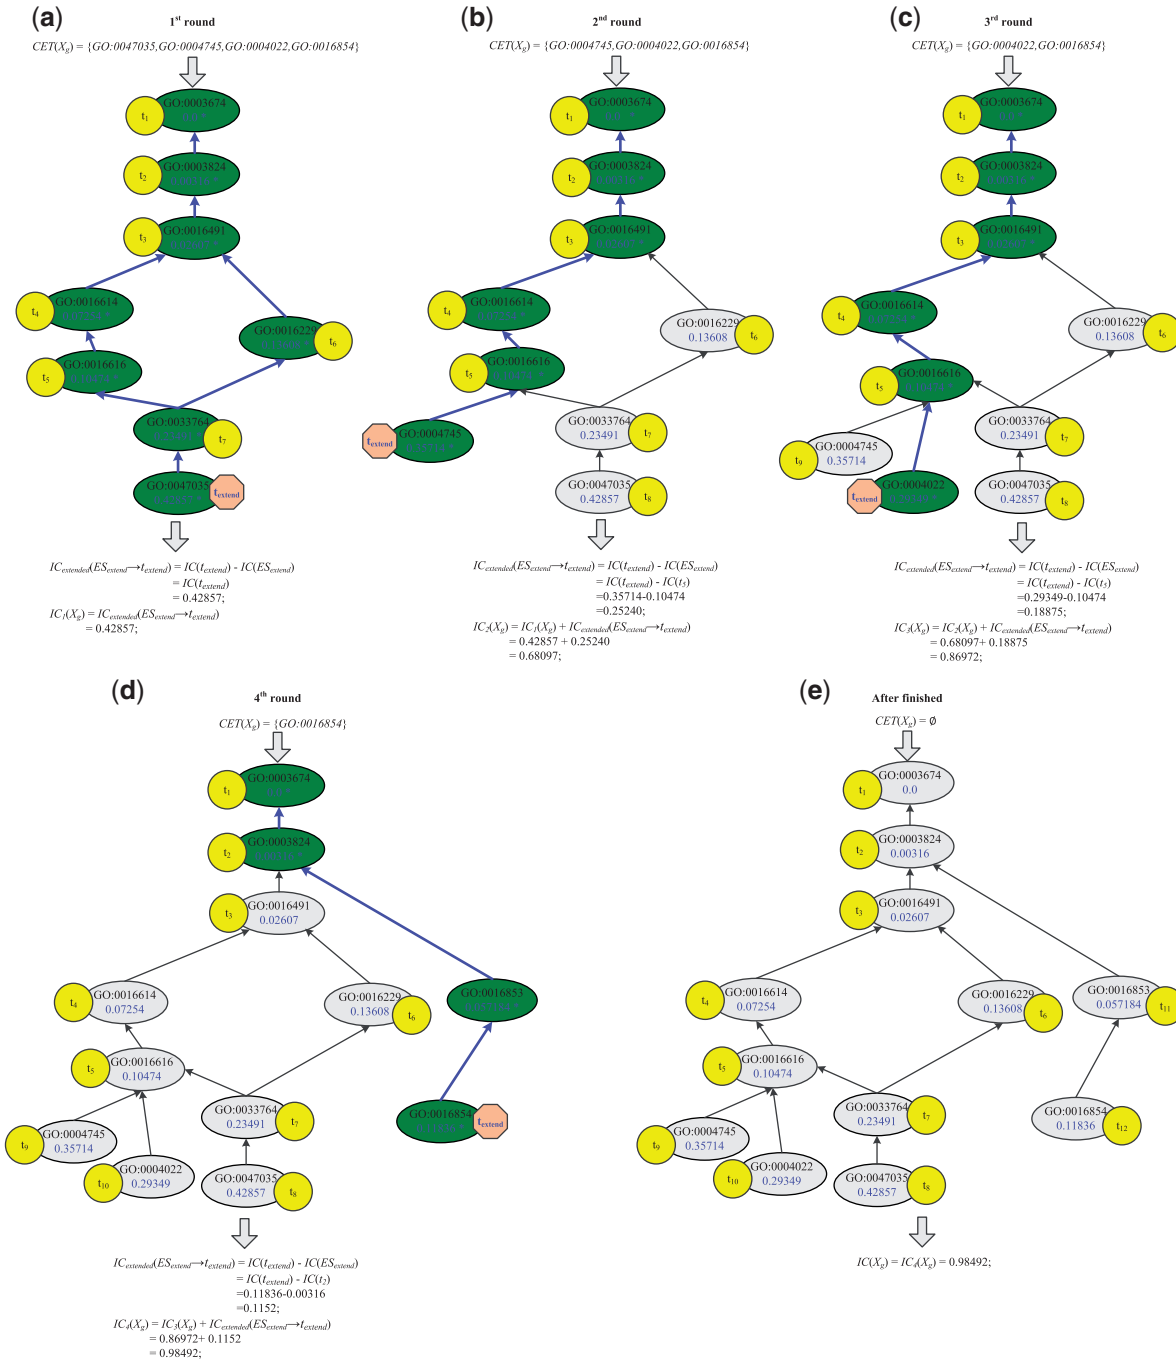 (a)
1st round
CET(Xg) = {GO:0047035,GO:0004745,GO:0004022,GO:0016854}
GO:0003674
t1
GO:0003824
t2
GO:0016491
t3
GO:0016614
t4
GO:0016229
t6
GO:0016616
t5
GO:0033764
t7
GO:0047035
textend
ICextended(ESextend→textend) = IC(textend) - IC(ESextend)
= IC(textend)
= 0.42857;
IC1(Xg) = ICextended(ESextend→textend)
= 0.42857;
(b)
2nd round
CET(Xg) = {GO:0004745,GO:0004022,GO:0016854}
GO:0003674
t1
GO:0003824
t2
GO:0016491
t3
GO:0016614
t4
GO:0016229
0.13608
t6
GO:0016616
t5
GO:0004745
textend
GO:0033764
0.23491
t7
GO:0047035
0.42857
t8
ICextended(ESextend→textend) = IC(textend) - IC(ESextend)
= IC(textend) - IC(t5)
=0.35714-0.10474
=0.25240;
IC2(Xg) = IC1(Xg) + ICextended(ESextend→textend)
= 0.42857 + 0.25240
= 0.68097;
(c)
3rd round
CET(Xg) = {GO:0004022,GO:0016854}
GO:0003674
t1
GO:0003824
t2
GO:0016491
t3
GO:0016614
t4
GO:0016229
0.13608
t6
GO:0016616
t5
GO:0033764
0.23491
t7
GO:0004745
0.35714
t9
GO:0004022
textend
GO:0047035
0.42857
t8
ICextended(ESextend→textend) = IC(textend) - IC(ESextend)
= IC(textend) - IC(t5)
=0.29349-0.10474
=0.18875;
IC3(Xg) = IC2(Xg) + ICextended(ESextend→textend)
= 0.68097+ 0.18875
= 0.86972;
(d)
4th round
CET(Xg) = {GO:0016854}
GO:0003674
t1
GO:0003824
t2
GO:0016491
0.02607
t3
GO:0016614
0.07254
t4
GO:0016229
0.13608
t6
GO:0016853
GO:0016616
0.10474
t5
GO:0033764
0.23491
t7
GO:0016854
textend
GO:0004745
0.35714
t9
GO:0004022
0.29349
t10
GO:0047035
0.42857
t8
ICextended(ESextend→textend) = IC(textend) - IC(ESextend)
= IC(textend) - IC(t2)
=0.11836-0.00316
=0.1152;
IC4(Xg) = IC3(Xg) + ICextended(ESextend→textend)
= 0.86972+ 0.1152
= 0.98492;
(e)
After finished
CET(Xg) = ∅
GO:0003674
0.0
t1
GO:0003824
0.00316
t2
GO:0016491
0.02607
t3
GO:0016614
0.07254
t4
GO:0016229
0.13608
t6
GO:0016853
0.057184
t11
GO:0016616
0.10474
t5
GO:0033764
0.23491
t7
GO:0016854
0.11836
t12
GO:0004745
0.35714
t9
GO:0004022
0.29349
t10
GO:0047035
0.42857
t8
IC(Xg) = IC4(Xg) = 0.98492;